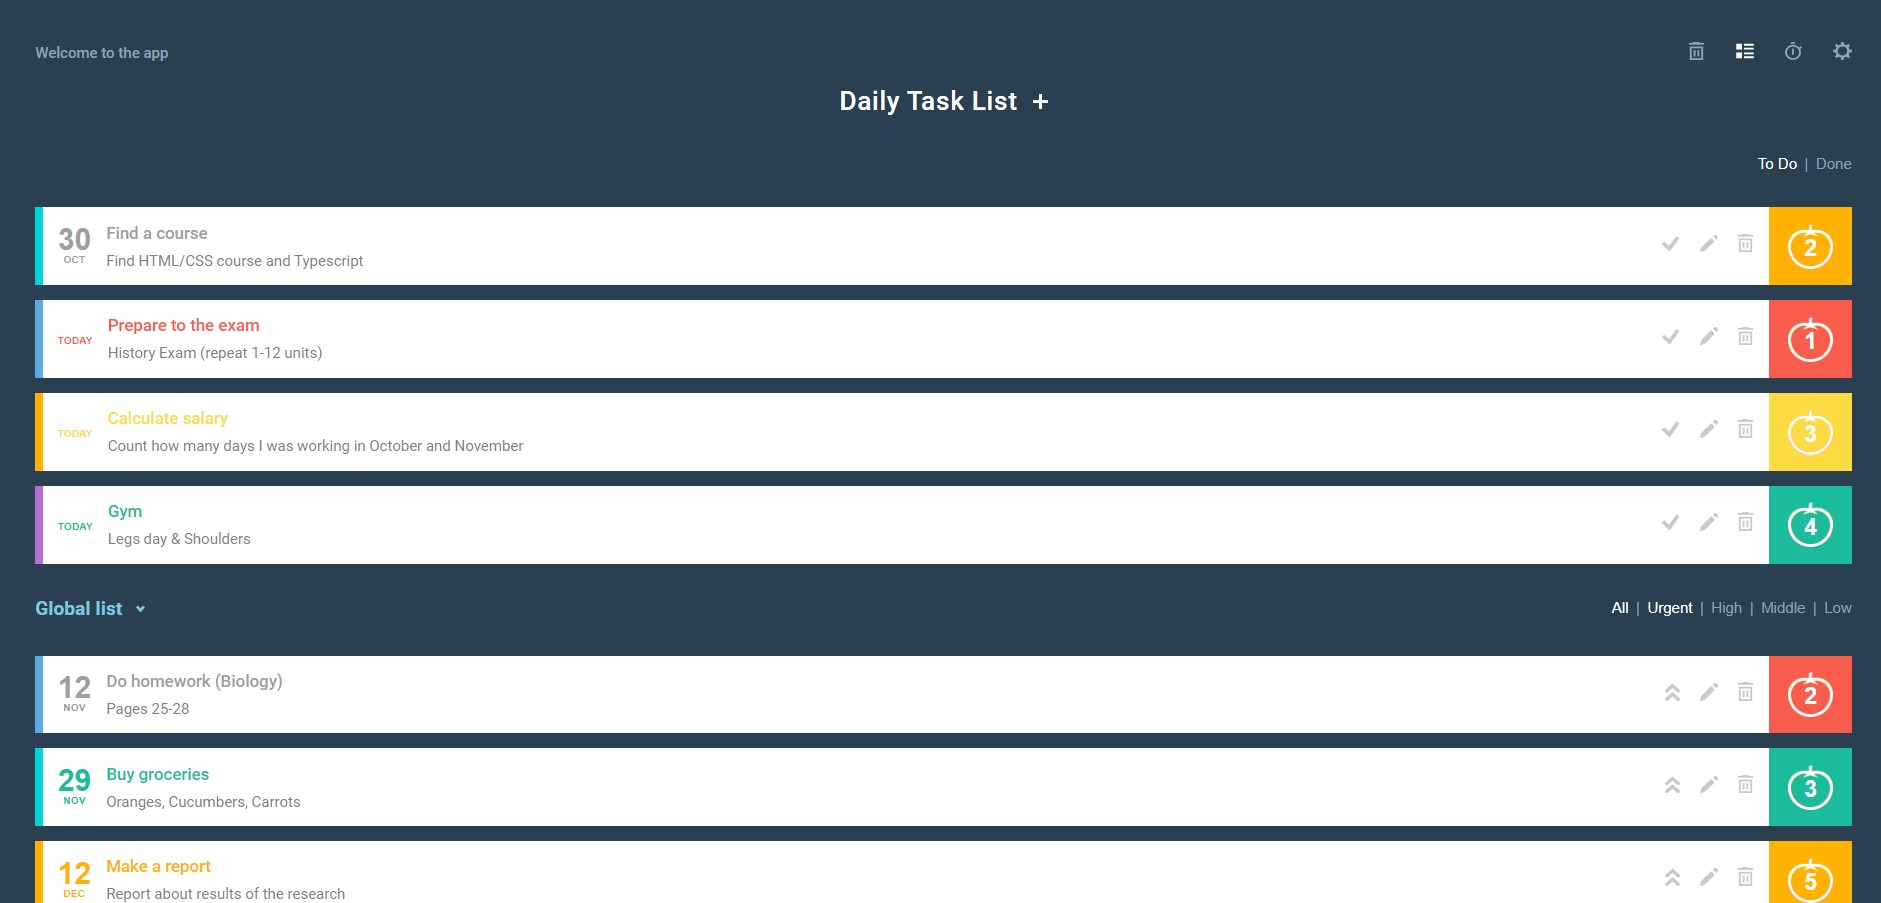 Welcome to the app
Daily Task List +
To Do | Done
30
OCT
Find a course
Find HTML/CSS course and Typescript
2
TODAY
Prepare to the exam
History Exam (repeat 1-12 units)
1
TODAY
Calculate salary
Count how many days I was working in October and November
3
TODAY
Gym
Legs day & Shoulders
4
Global list
All | Urgent | High | Middle | Low
12
NOV
Do homework (Biology)
Pages 25-28
2
29
NOV
Buy groceries
Oranges, Cucumbers, Carrots
3
12
DEC
Make a report
Report about results of the research
5